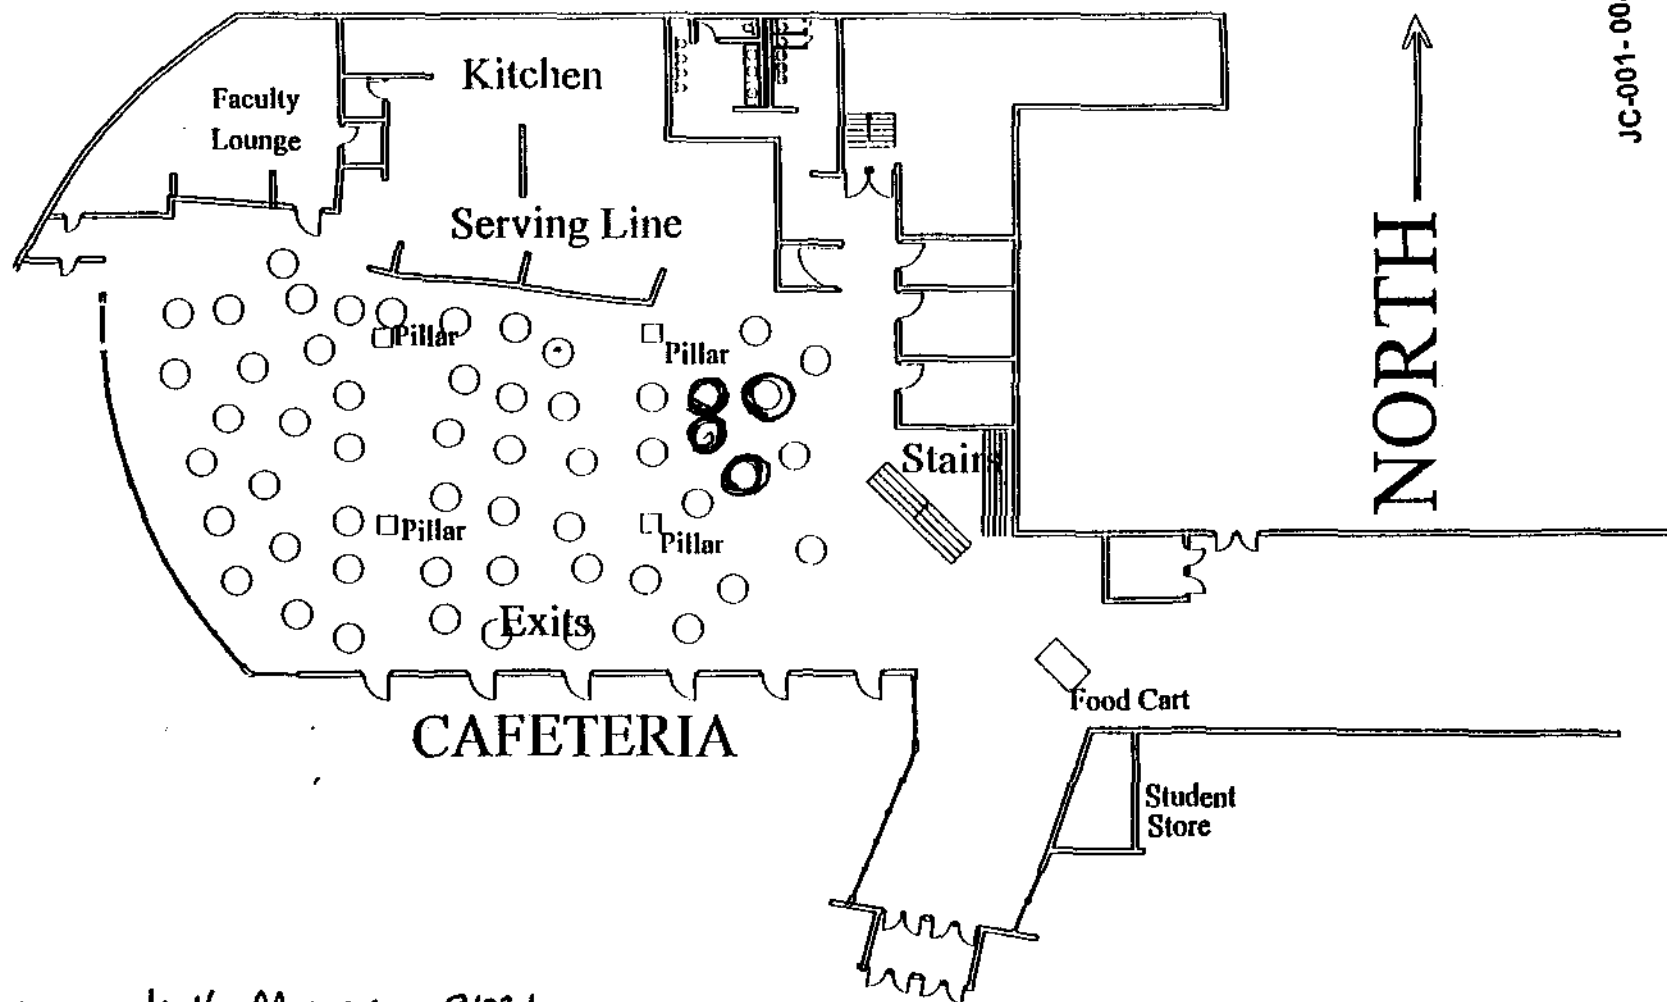 Kitchen
Faculty
Lounge
Serving Line
Pillar
Pillar
Stairs
Pillar
Pillar
Exits
CAFETERIA
Food Cart
Student
Store
NORTH
JC-001-00